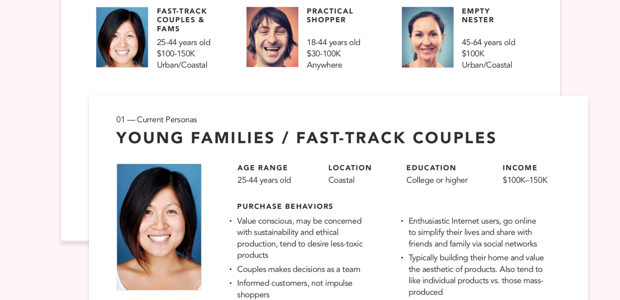 FAST-TRACK
COUPLES &
FAMS
25-44 years old
$100-150K
Urban/Coastal
PRACTICAL
SHOPPER
18-44 years old
$30-100K
Anywhere
EMPTY
NESTER
45-64 years old
$100K
Urban/Coastal
01 — Current Personas
YOUNG FAMILIES / FAST-TRACK COUPLES
AGE RANGE
25-44 years old
LOCATION
Coastal
EDUCATION
College or higher
INCOME
$100K–150K
PURCHASE BEHAVIORS
• Value conscious, may be concerned
with sustainability and ethical
production, tend to desire less-toxic
products
• Couples makes decisions as a team
• Informed customers, not impulse
shoppers
• Enthusiastic Internet users, go online
to simplify their lives and share with
friends and family via social networks
• Typically building their home and value
the aesthetic of products. Also tend to
like individual products vs. those mass-
produced